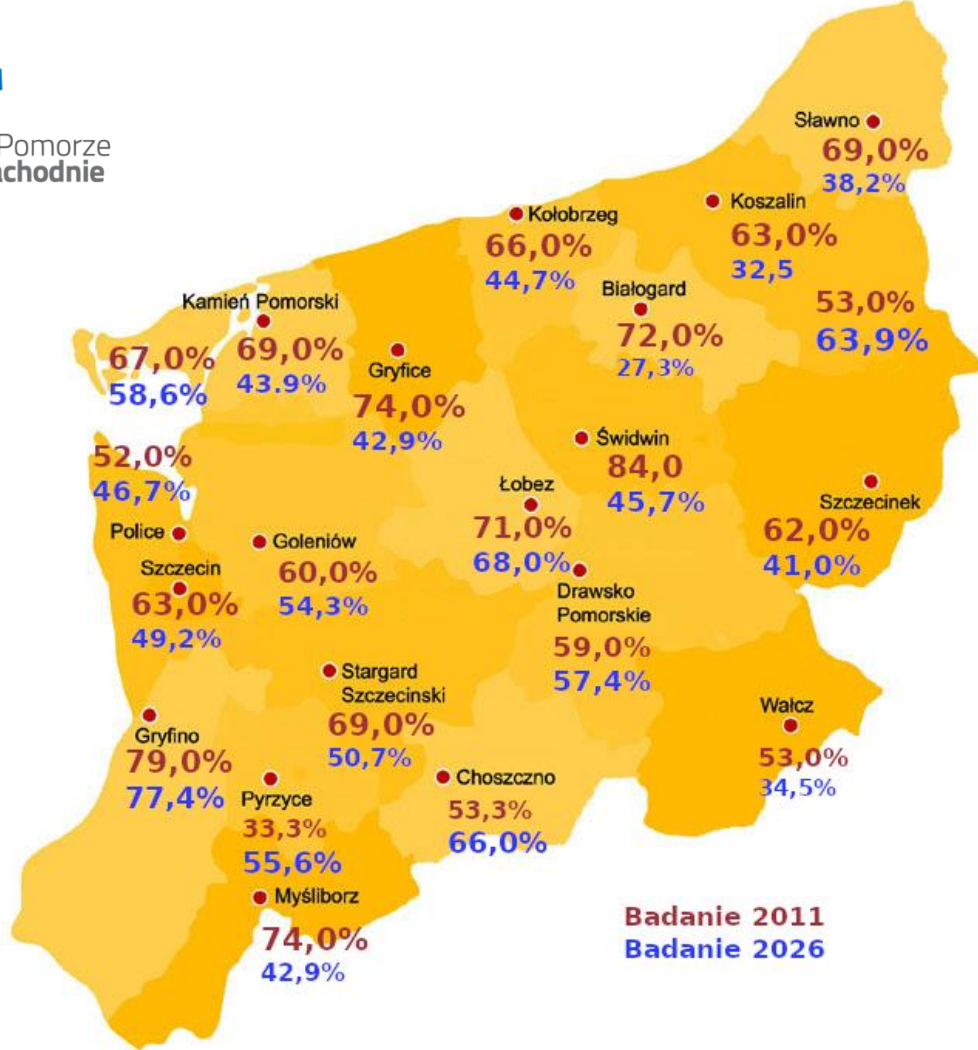 Pomorze
Sławno
69,0%
38,2%
Koszalin
63,0%
32,5
Kołobrzeg
66,0%
44,7%
Białogard
72,0%
27,3%
53,0%
63,9%
Kamień Pomorski
69,0%
43.9%
67,0%
58,6%
Gryfice
74,0%
42,9%
52,0%
46,7%
Police
Świdwin
84,0
45,7%
Łobez
71,0%
68,0%
Szczecinek
62,0%
41,0%
Goleniów
60,0%
54,3%
Szczecin
63,0%
49,2%
Drawsko
Pomorskie
59,0%
57,4%
Stargard
Szczecinski
69,0%
50,7%
Wałcz
53,0%
34,5%
Gryfino
79,0%
77,4%
Pyrzyce
33,3%
55,6%
Choszczno
53,3%
66,0%
Myśliborz
74,0%
42,9%
Badanie 2011
Badanie 2026